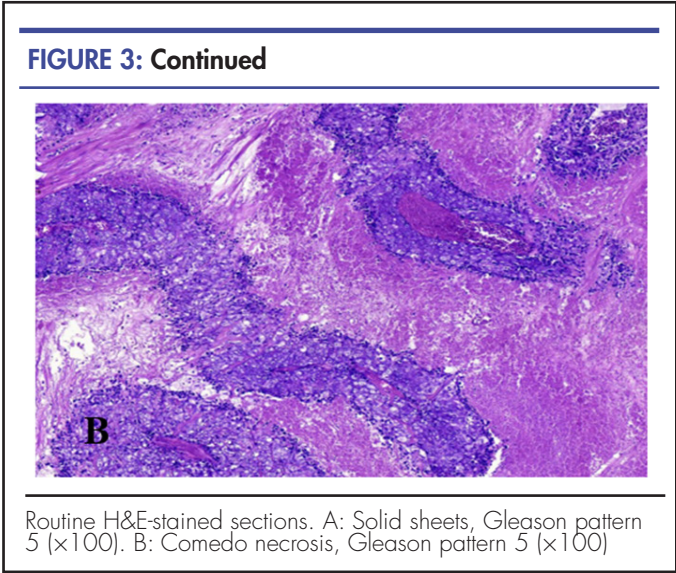 FIGURE 3: Continued
B
Routine H&E-stained sections. A: Solid sheets, Gleason pattern
5 (×100). B: Comedo necrosis, Gleason pattern 5 (×100)